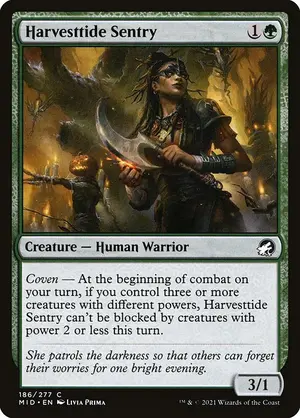 Harvesttide Sentry 1
Creature — Human Warrior
Coven — At the beginning of combat on
your turn, if you control three or more
creatures with different powers, Harvesttide
Sentry can't be blocked by creatures with
power 2 or less this turn.
She patrols the darkness so that others can forget
their worries for one bright evening.
3/1
186/277 C
MID • EN LIVIA PRIMA
™ & © 2021 Wizards of the Coast